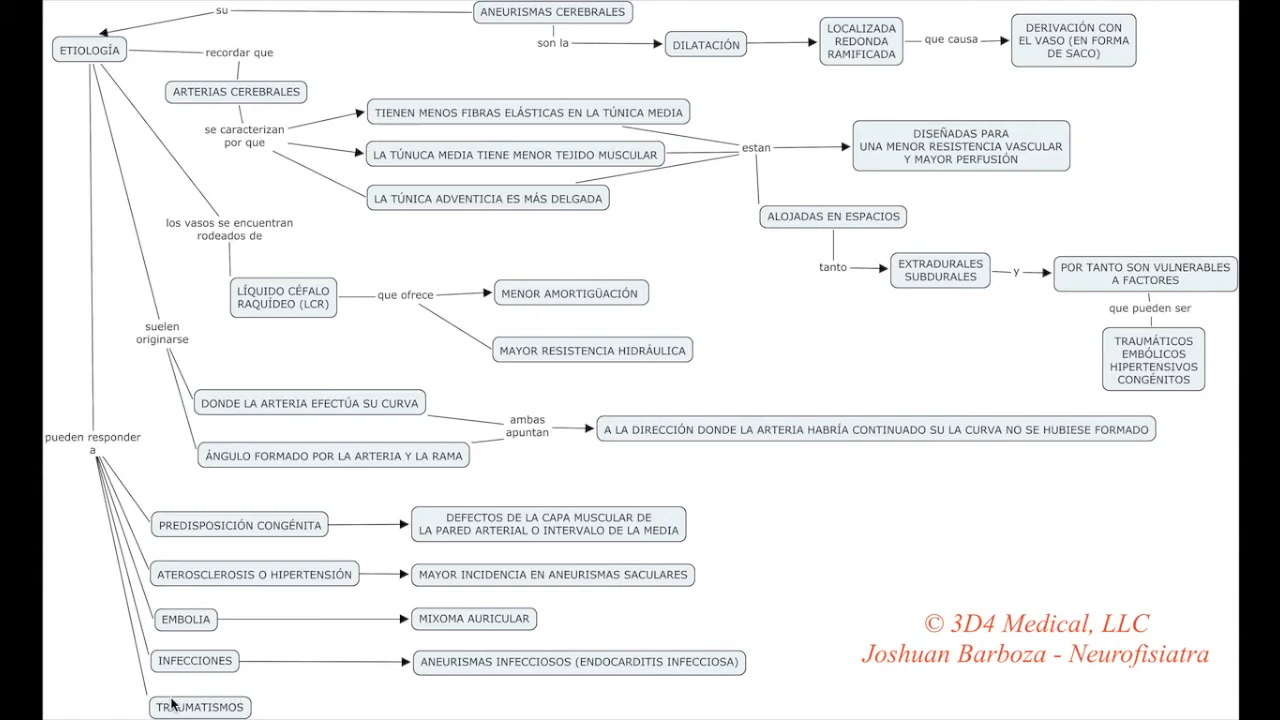 su
ANEURISMAS CEREBRALES
ETIOLOGÍA
recordar que
son la
DILATACIÓN
LOCALIZADA
REDONDA
RAMIFICADA
que causa
DERIVACIÓN CON
EL VASO (EN FORMA
DE SACO)
ARTERIAS CEREBRALES
se caracterizan
por que
TIENEN MENOS FIBRAS ELÁSTICAS EN LA TÚNICA MEDIA
LA TÚNUCA MEDIA TIENE MENOR TEJIDO MUSCULAR
LA TÚNICA ADVENTICIA ES MÁS DELGADA
estan
DISEÑADAS PARA
UNA MENOR RESISTENCIA VASCULAR
Y MAYOR PERFUSIÓN
ALOJADAS EN ESPACIOS
tanto
EXTRADURALES
SUBDURALES
y
POR TANTO SON VULNERABLES
A FACTORES
que pueden ser
TRAUMÁTICOS
EMBÓLICOS
HIPERTENSIVOS
CONGÉNITOS
los vasos se encuentran
rodeados de
LÍQUIDO CÉFALO
RAQUÍDEO (LCR)
que ofrece
MENOR AMORTIGÜACIÓN
MAYOR RESISTENCIA HIDRÁULICA
suelen
originarse
DONDE LA ARTERIA EFECTÚA SU CURVA
ÁNGULO FORMADO POR LA ARTERIA Y LA RAMA
ambas
apuntan
A LA DIRECCIÓN DONDE LA ARTERIA HABRÍA CONTINUADO SU LA CURVA NO SE HUBIESE FORMADO
pueden responder
a
PREDISPOSICIÓN CONGÉNITA
DEFECTOS DE LA CAPA MUSCULAR DE
LA PARED ARTERIAL O INTERVALO DE LA MEDIA
ATEROSCLEROSIS O HIPERTENSIÓN
MAYOR INCIDENCIA EN ANEURISMAS SACULARES
EMBOLIA
MIXOMA AURICULAR
INFECCIONES
ANEURISMAS INFECCIOSOS (ENDOCARDITIS INFECCIOSA)
TRAUMATISMOS
© 3D4 Medical, LLC
Joshuan Barboza - Neurofisiatra